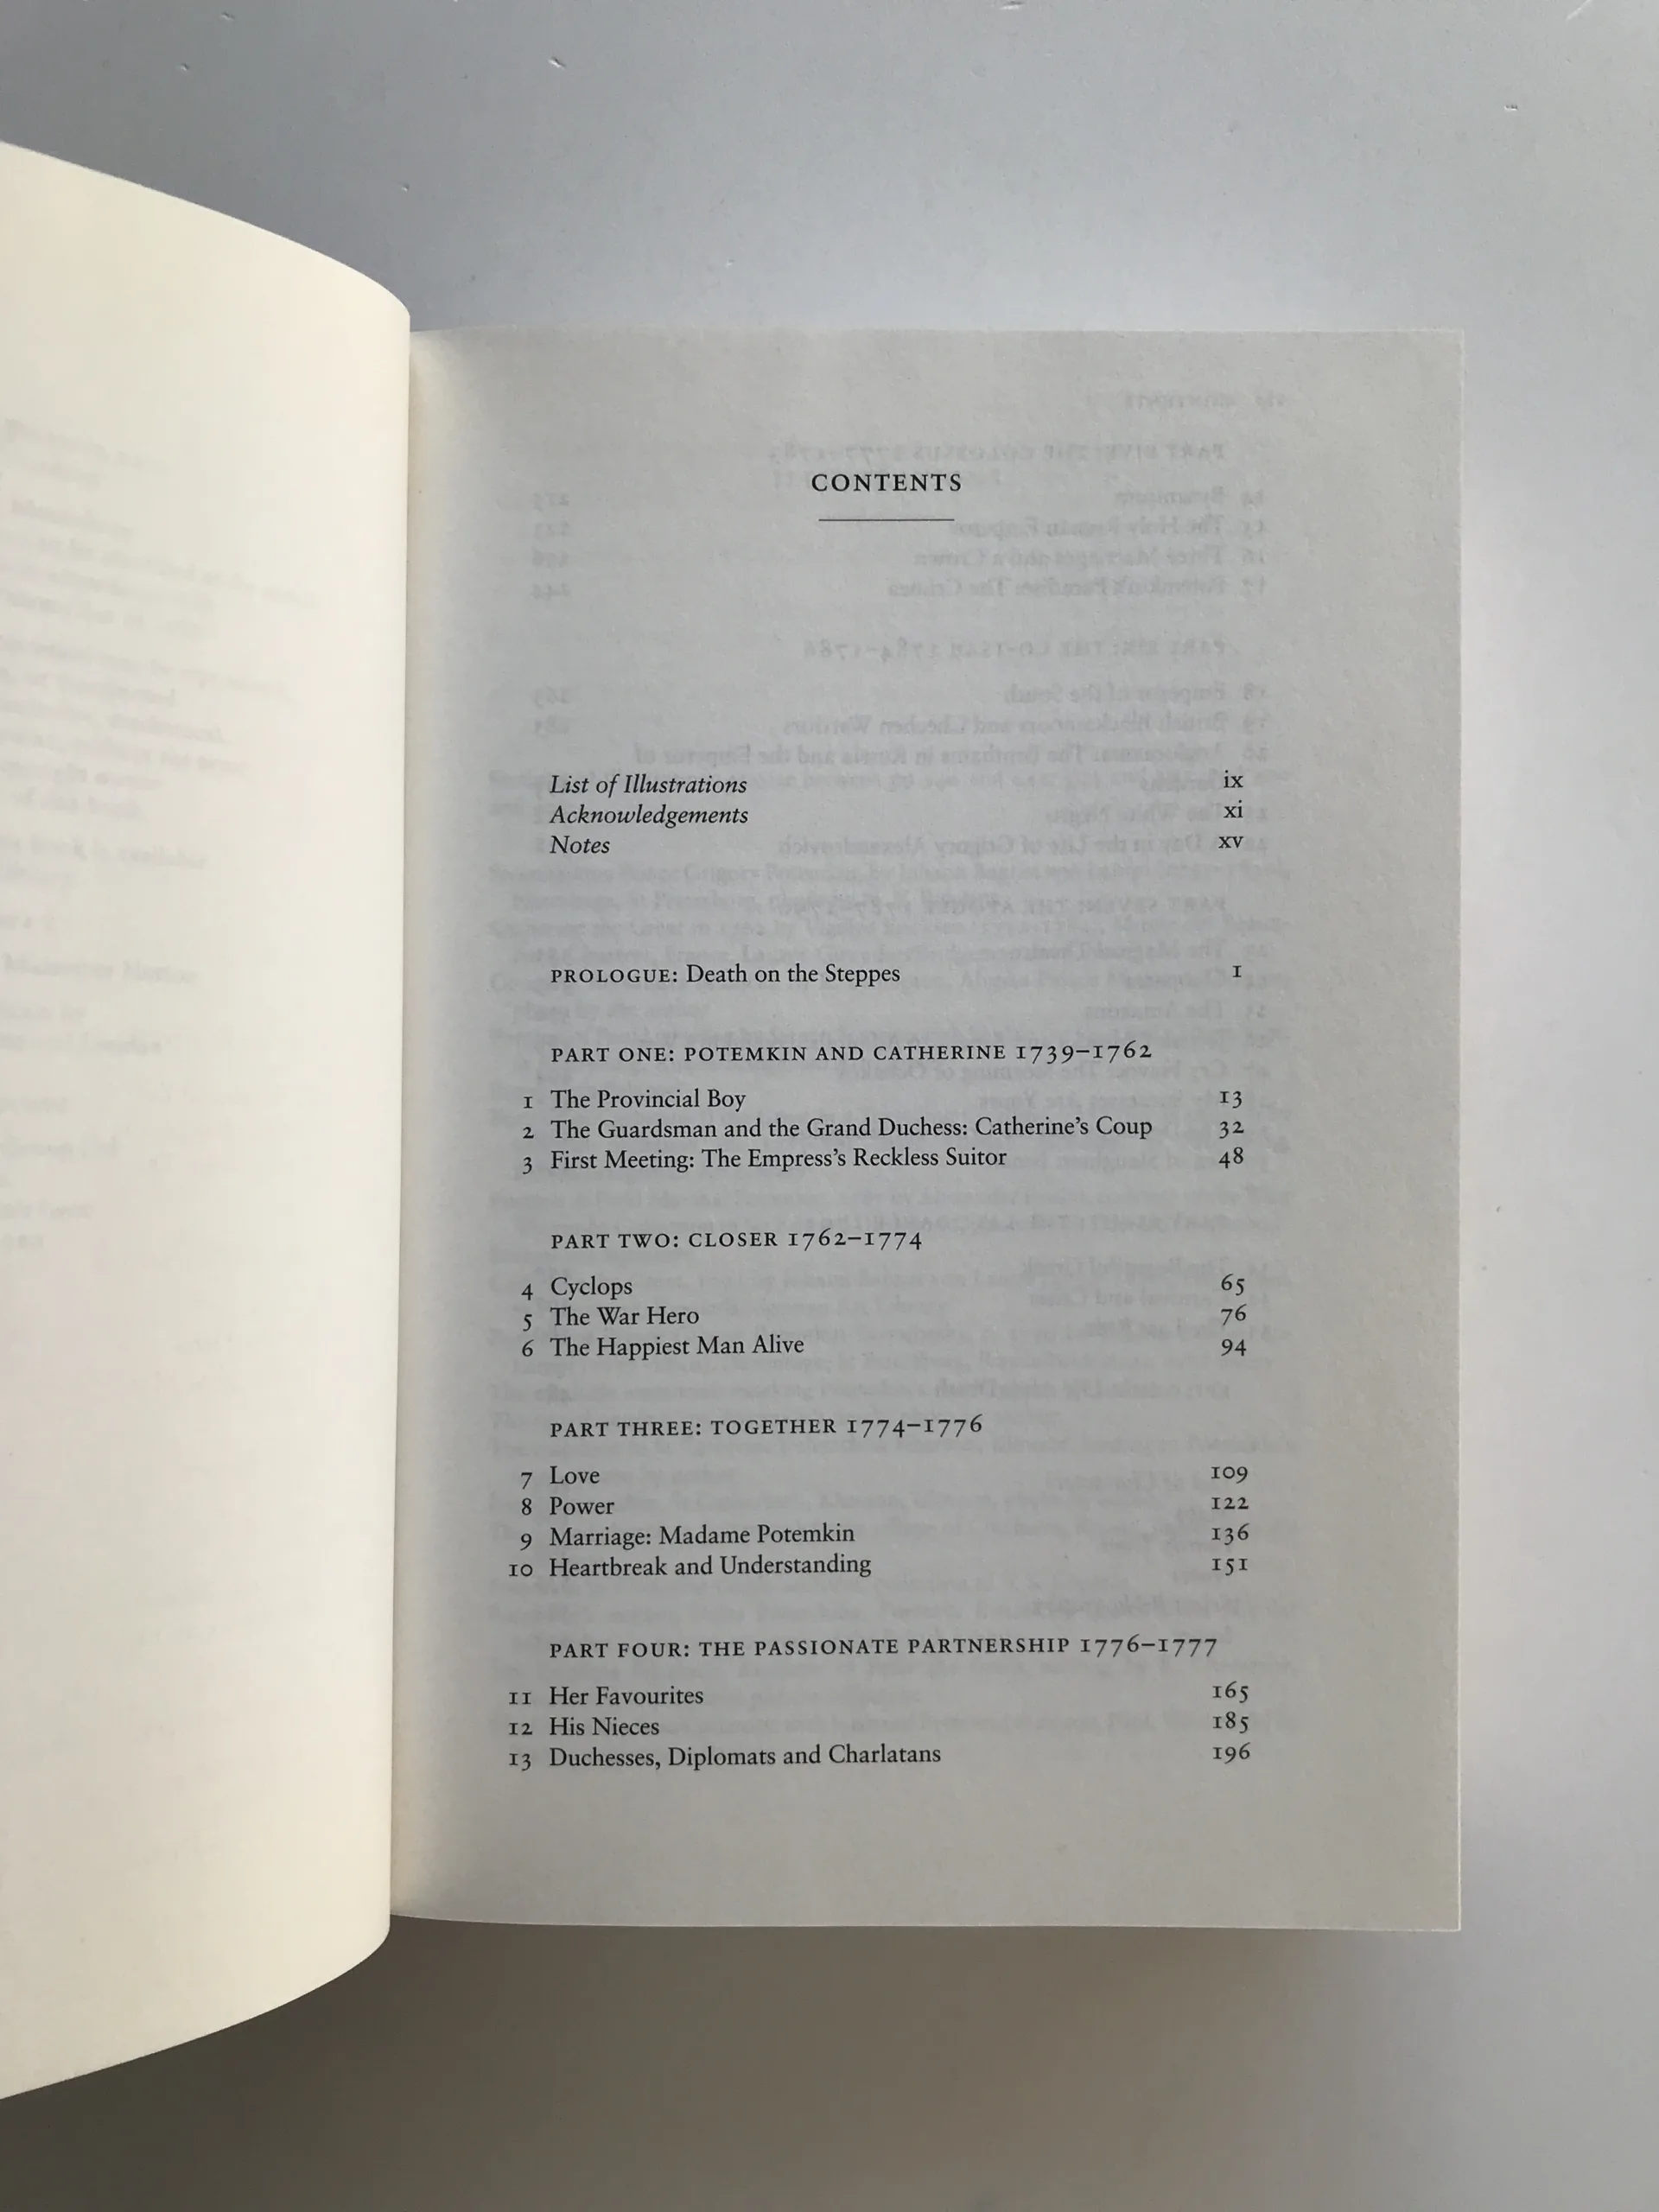 CONTENTS
List of Illustrations ix
Acknowledgements xi
Notes xv
PROLOGUE: Death on the Steppes 1
PART ONE: POTEMKIN AND CATHERINE 1739–1762
1 The Provincial Boy 13
2 The Guardsman and the Grand Duchess: Catherine’s Coup 32
3 First Meeting: The Empress’s Reckless Suitor 48
PART TWO: CLOSER 1762–1774
4 Cyclops 65
5 The War Hero 76
6 The Happiest Man Alive 94
PART THREE: TOGETHER 1774–1776
7 Love 109
8 Power 122
9 Marriage: Madame Potemkin 136
10 Heartbreak and Understanding 151
PART FOUR: THE PASSIONATE PARTNERSHIP 1776–1777
11 Her Favourites 165
12 His Nieces 185
13 Duchesses, Diplomats and Charlatans 196